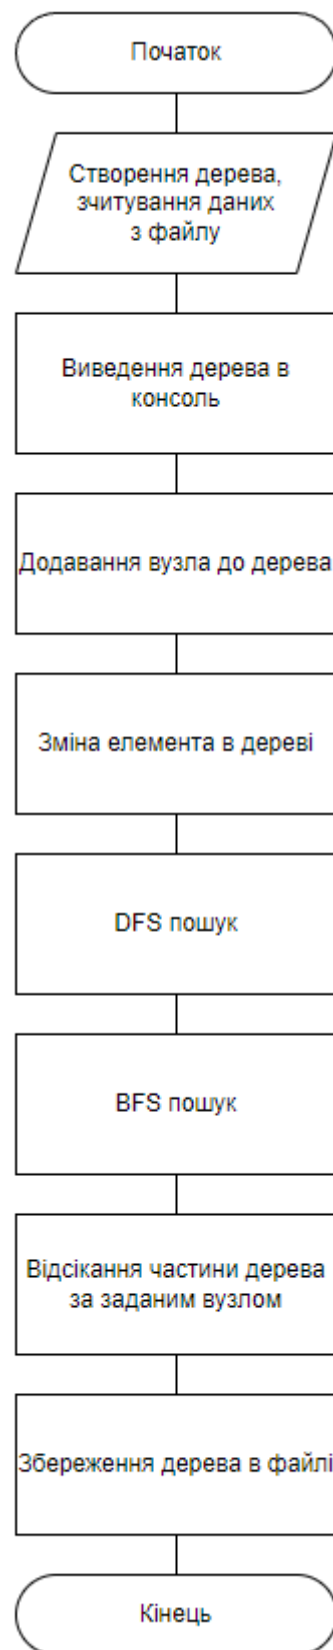 Початок
Створення дерева,
зчитування даних
з файлу
Виведення дерева в
консоль
Додавання вузла до дерева
Зміна елемента в дереві
DFS пошук
BFS пошук
Відсікання частини дерева
за заданим вузлом
Збереження дерева в файлі
Кінець